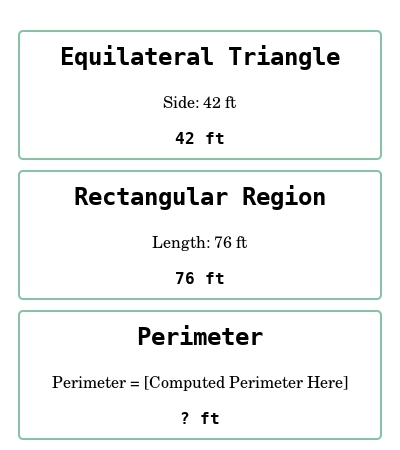 Equilateral Triangle
Side: 42 ft
42 ft
Rectangular Region
Length: 76 ft
76 ft
Perimeter
Perimeter = [Computed Perimeter Here]
? ft